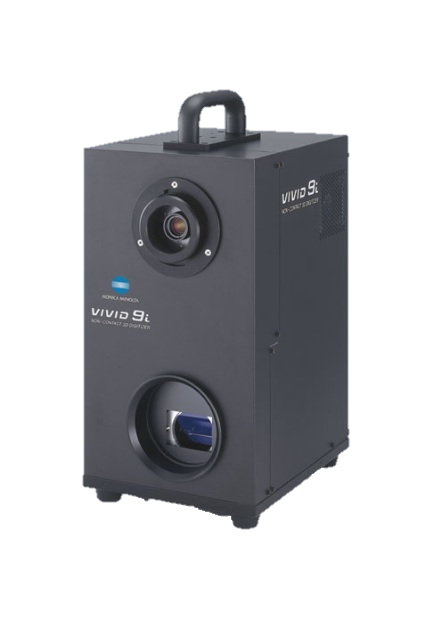 KONICA MINOLTA
VIVID 9i
NON-CONTACT 3D DIGITIZER
VIVID 9i
NON-CONTACT 3D DIGITIZER